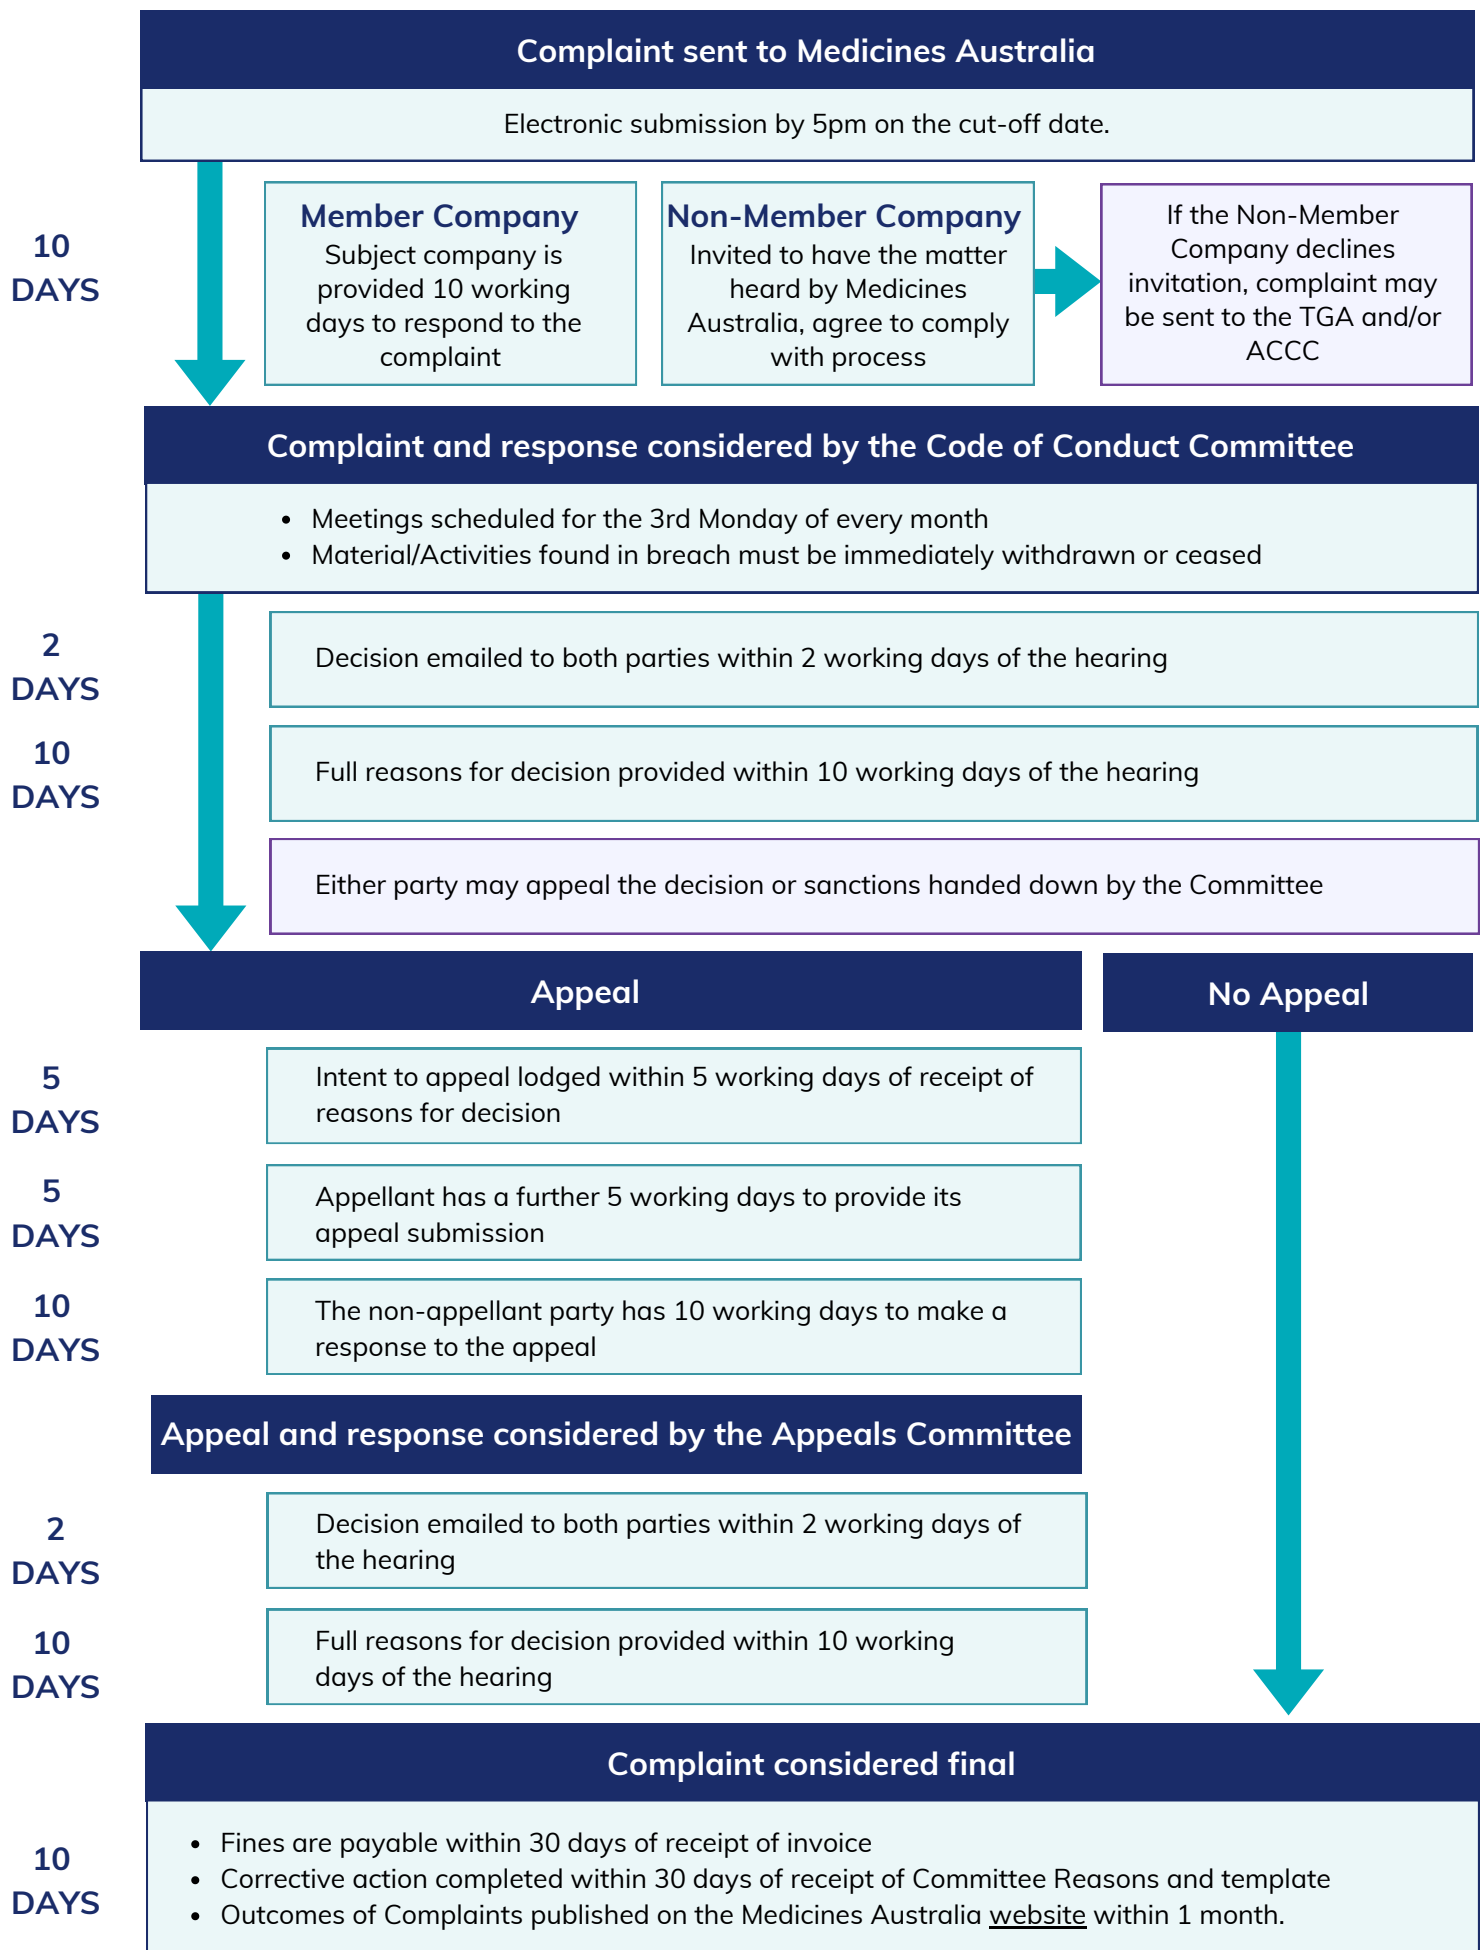 Complaint sent to Medicines Australia
Electronic submission by 5pm on the cut-off date.
10
DAYS
Member Company
Subject company is
provided 10 working
days to respond to the
complaint
Non-Member Company
Invited to have the matter
heard by Medicines
Australia, agree to comply
with process
If the Non-Member
Company declines
invitation, complaint may
be sent to the TGA and/or
ACCC
Complaint and response considered by the Code of Conduct Committee
• Meetings scheduled for the 3rd Monday of every month
• Material/Activities found in breach must be immediately withdrawn or ceased
2
DAYS
Decision emailed to both parties within 2 working days of the hearing
10
DAYS
Full reasons for decision provided within 10 working days of the hearing
Either party may appeal the decision or sanctions handed down by the Committee
Appeal
No Appeal
5
DAYS
Intent to appeal lodged within 5 working days of receipt of
reasons for decision
5
DAYS
Appellant has a further 5 working days to provide its
appeal submission
10
DAYS
The non-appellant party has 10 working days to make a
response to the appeal
Appeal and response considered by the Appeals Committee
2
DAYS
Decision emailed to both parties within 2 working days of
the hearing
10
DAYS
Full reasons for decision provided within 10 working
days of the hearing
Complaint considered final
10
DAYS
• Fines are payable within 30 days of receipt of invoice
• Corrective action completed within 30 days of receipt of Committee Reasons and template
• Outcomes of Complaints published on the Medicines Australia website within 1 month.